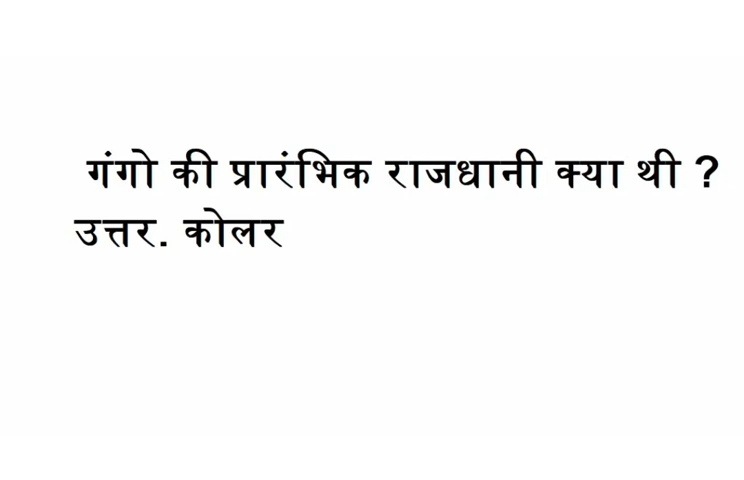 गंगो की प्रारंभिक राजधानी क्या थी ?
उत्तर. कोलर